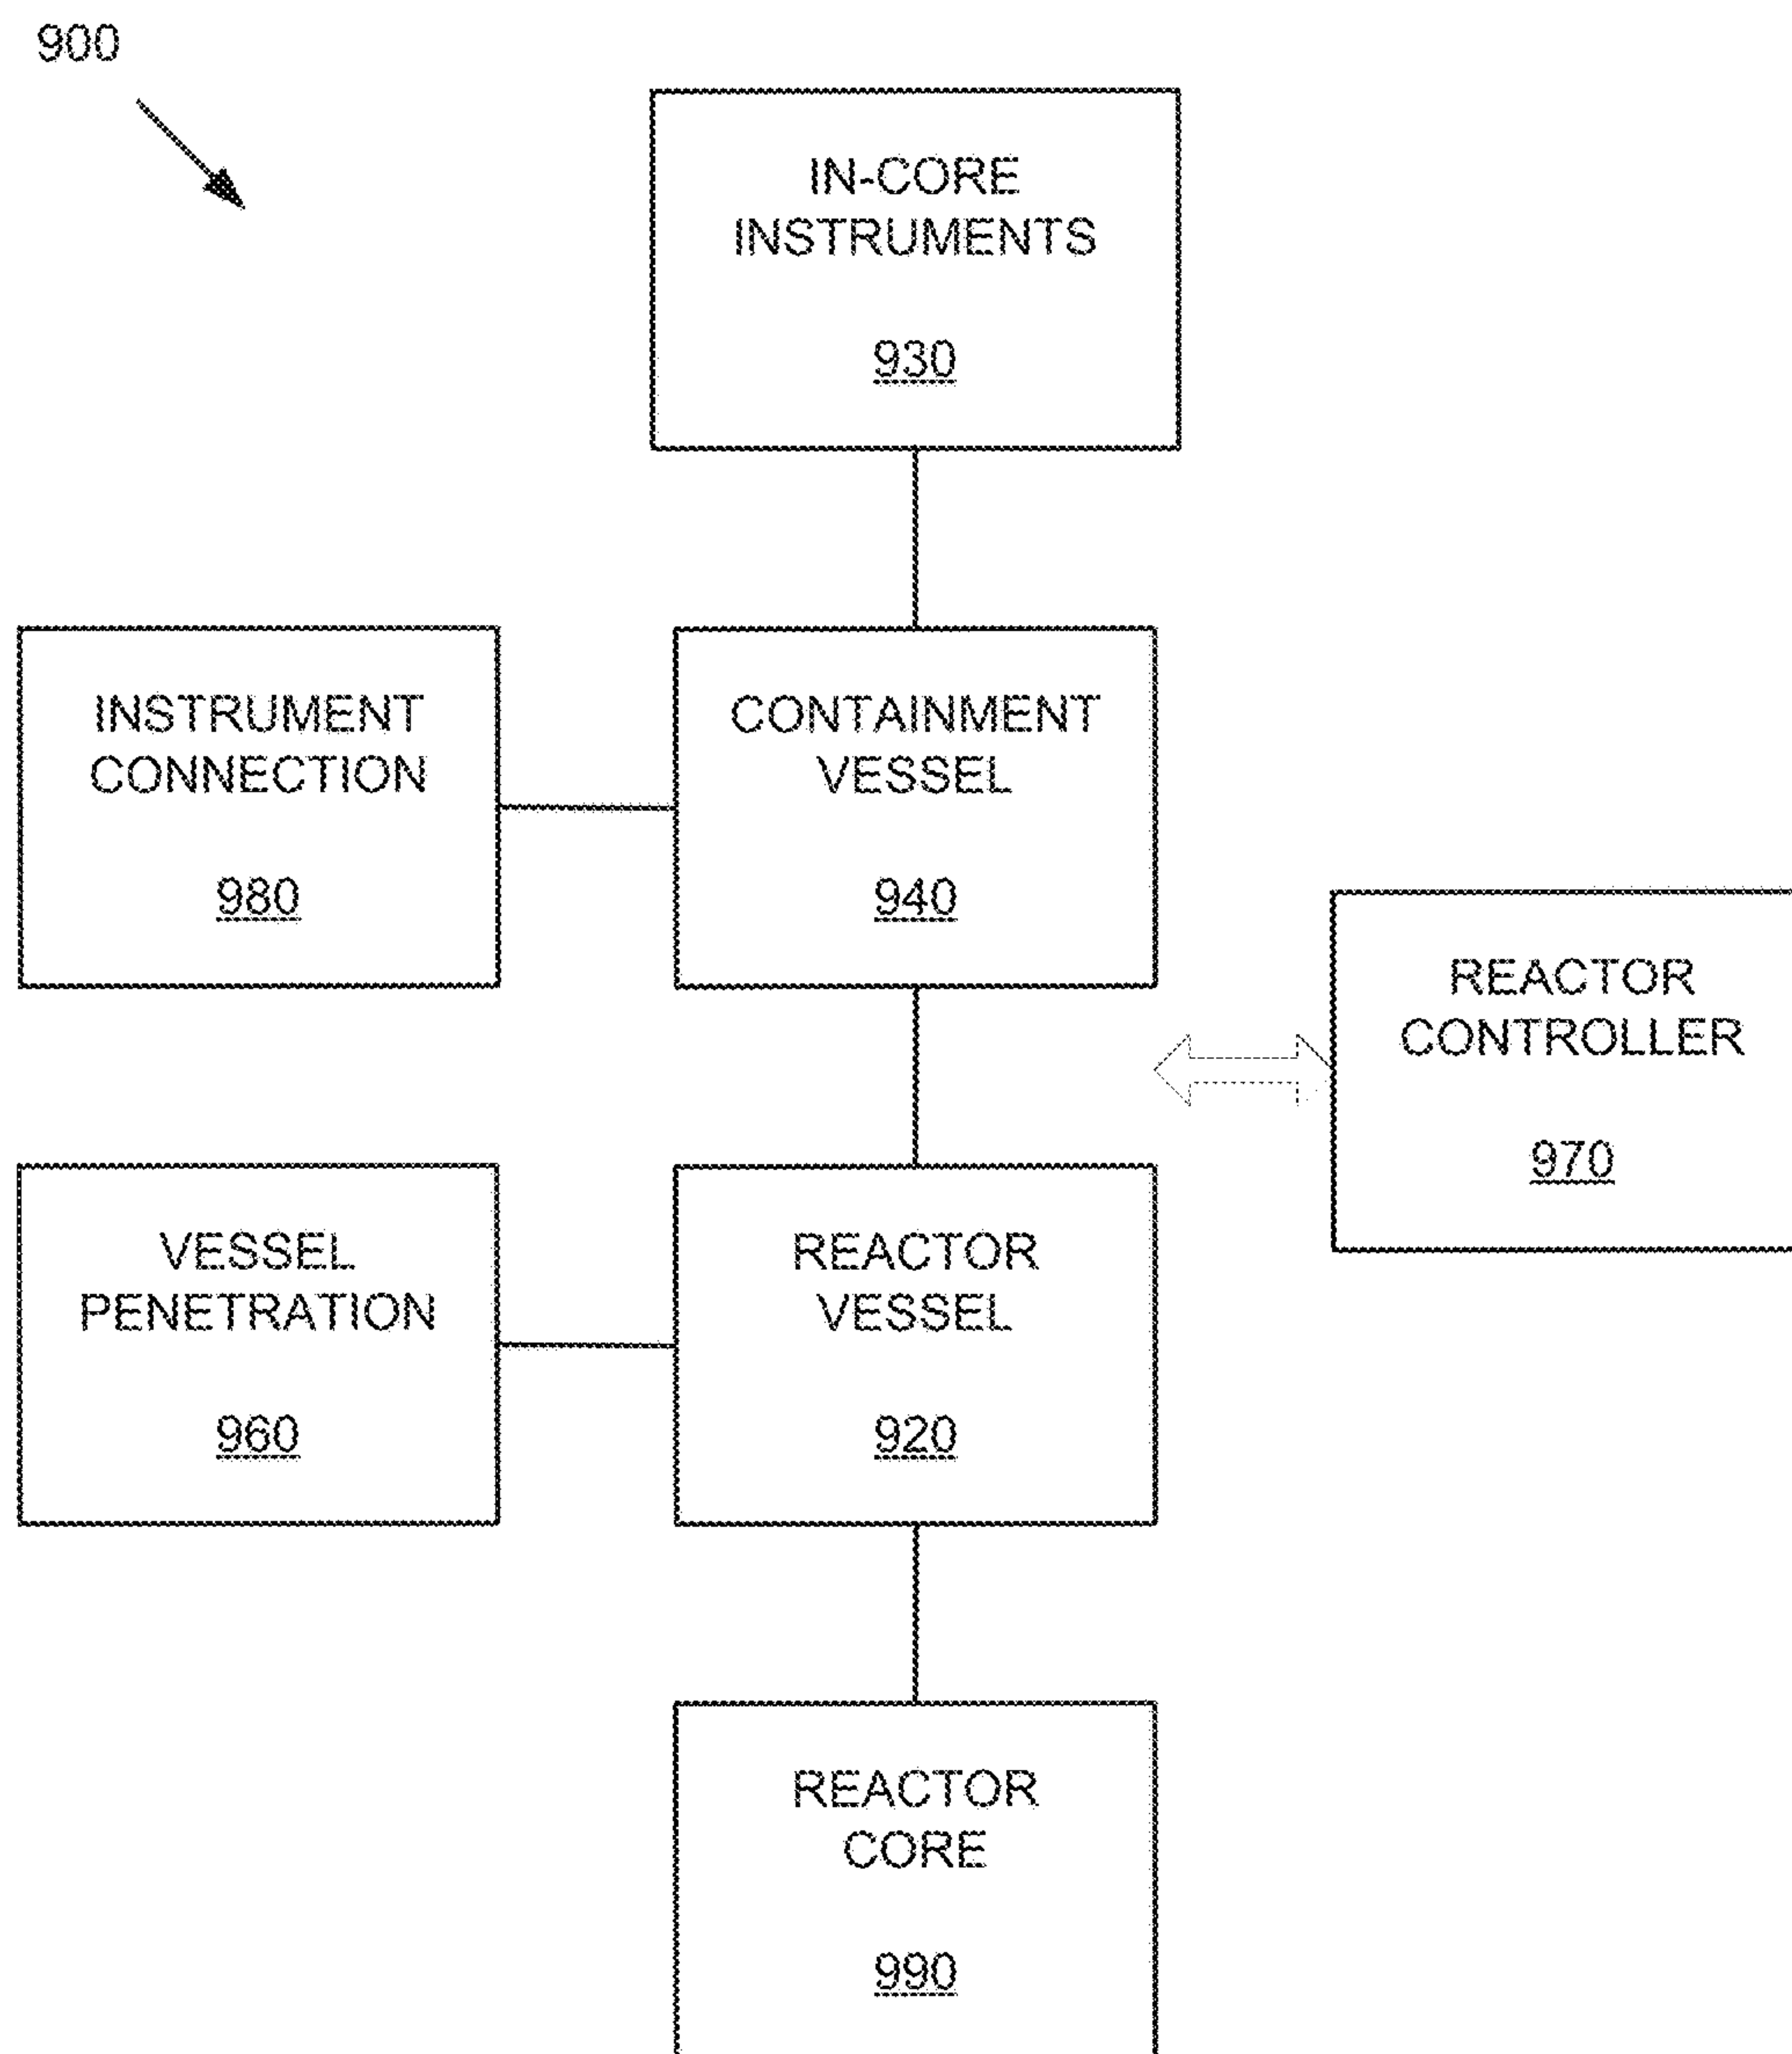 900
IN-CORE
INSTRUMENTS
930
INSTRUMENT
CONNECTION
980
CONTAINMENT
VESSEL
940
REACTOR
CONTROLLER
970
VESSEL
PENETRATION
960
REACTOR
VESSEL
920
REACTOR
CORE
990